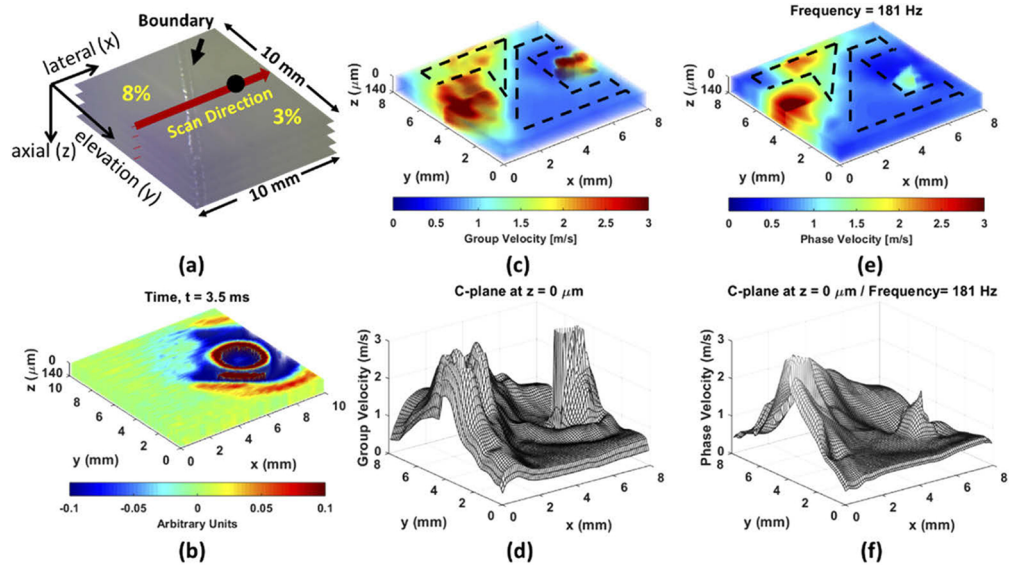 Boundary
lateral (x)
10 mm
8%
Scan Direction
3%
axial (z)
elevation (y)
10 mm
(a)
z (μm)
0
140
8
6
4
2
0
y (mm)
0
2
4
6
8
x (mm)
0 0.5 1 1.5 2 2.5 3
Group Velocity [m/s]
(c)
Frequency = 181 Hz
z (μm)
0
140
8
6
4
2
0
y (mm)
0
2
4
6
8
x (mm)
0 0.5 1 1.5 2 2.5 3
Phase Velocity [m/s]
(e)
Time, t = 3.5 ms
z (μm)
0
140
10
8
6
4
2
0
y (mm)
0
2
4
6
8
10
x (mm)
-0.1 -0.05 0 0.05 0.1
Arbitrary Units
(b)
C-plane at z = 0 μm
Group Velocity (m/s)
3
2
1
0
8
6
4
2
0
y (mm)
0
2
4
6
8
x (mm)
(d)
C-plane at z = 0 μm / Frequency= 181 Hz
Phase Velocity (m/s)
3
2
1
0
8
6
4
2
0
y (mm)
0
2
4
6
8
x (mm)
(f)